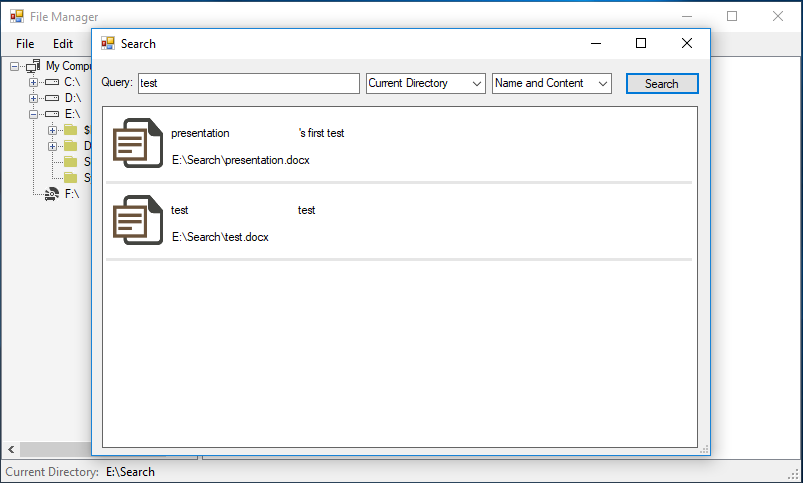 File Manager
File Edit
Search
Query: test Current Directory Name and Content Search
My Compu
C:\
D:\
E:\
$
D
S
S
F:\
presentation 's first test
E:\Search\presentation.docx
test test
E:\Search\test.docx
Current Directory: E:\Search